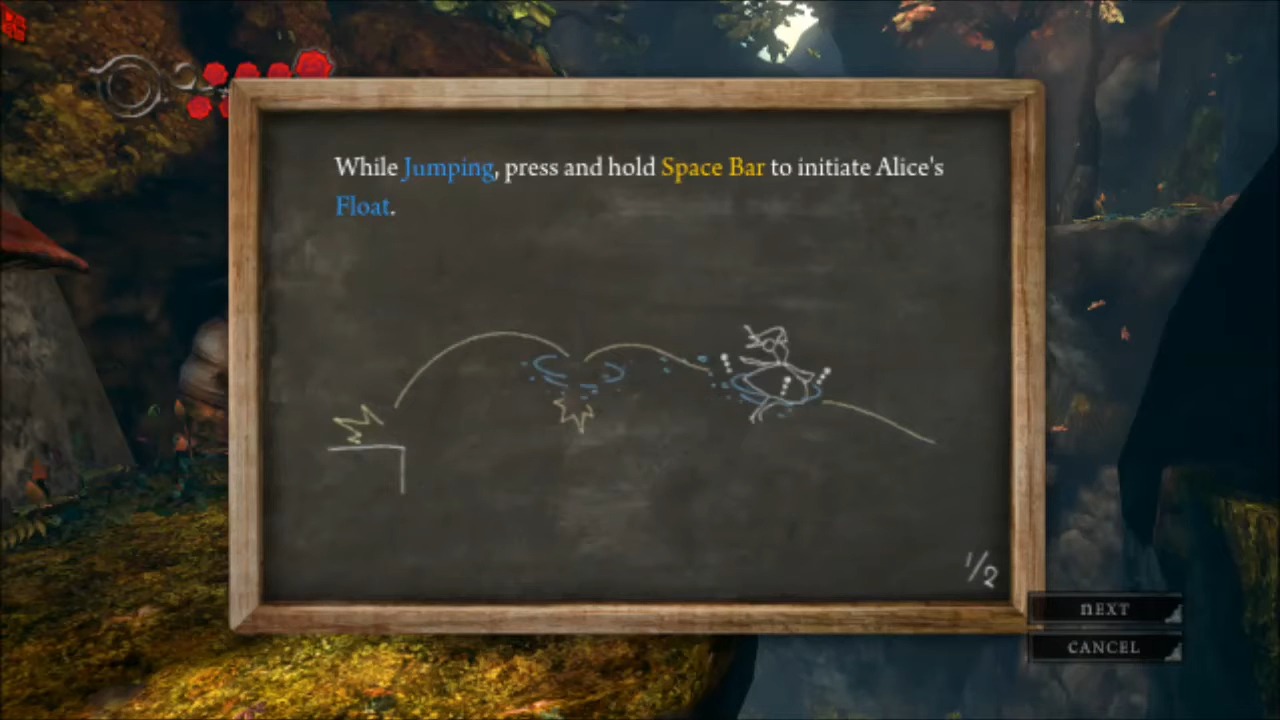 While Jumping, press and hold Space Bar to initiate Alice's
Float.
1/2
NEXT
CANCEL